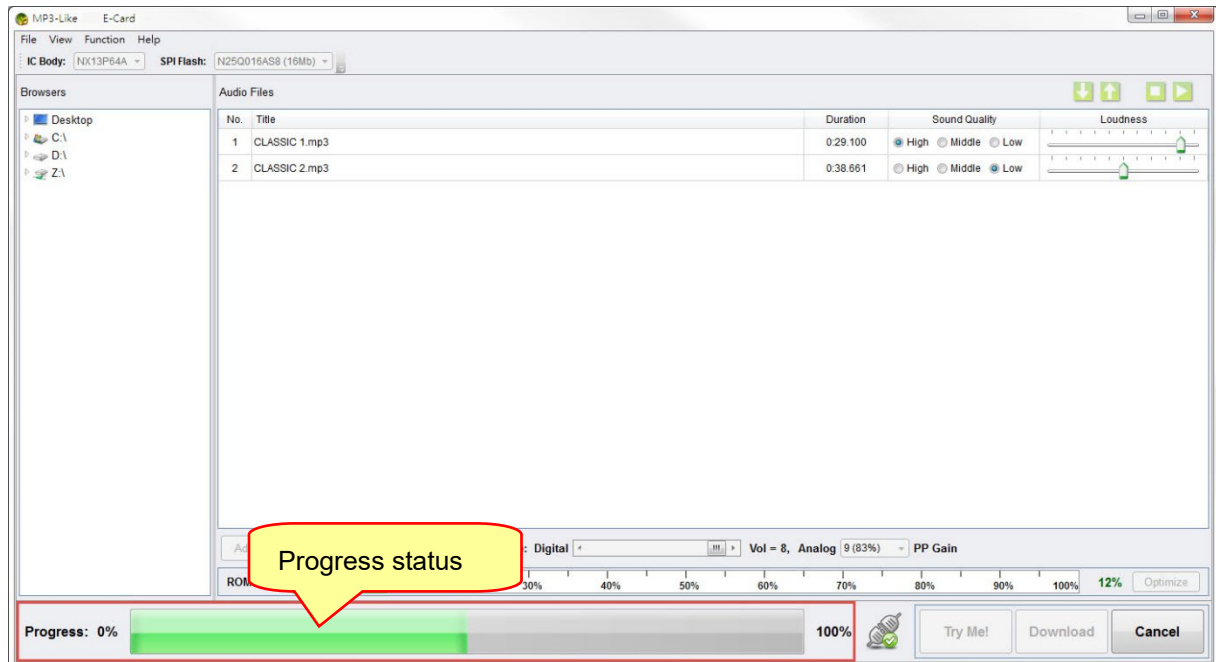 MP3-Like E-Card
File View Function Help
IC Body: NX13P64A SPI Flash: N25Q016AS8 (16Mb)
Browsers
Audio Files
Desktop
C:\
D:\
Z:\
No. Title Duration Sound Quality Loudness
1 CLASSIC 1.mp3 0:29.100 High Middle Low
2 CLASSIC 2.mp3 0:38.661 High Middle Low
Progress status
: Digital Vol = 8, Analog 9 (83%) PP Gain
30% 40% 50% 60% 70% 80% 90% 100% 12% Optimize
Progress: 0% 100% Try Me! Download Cancel